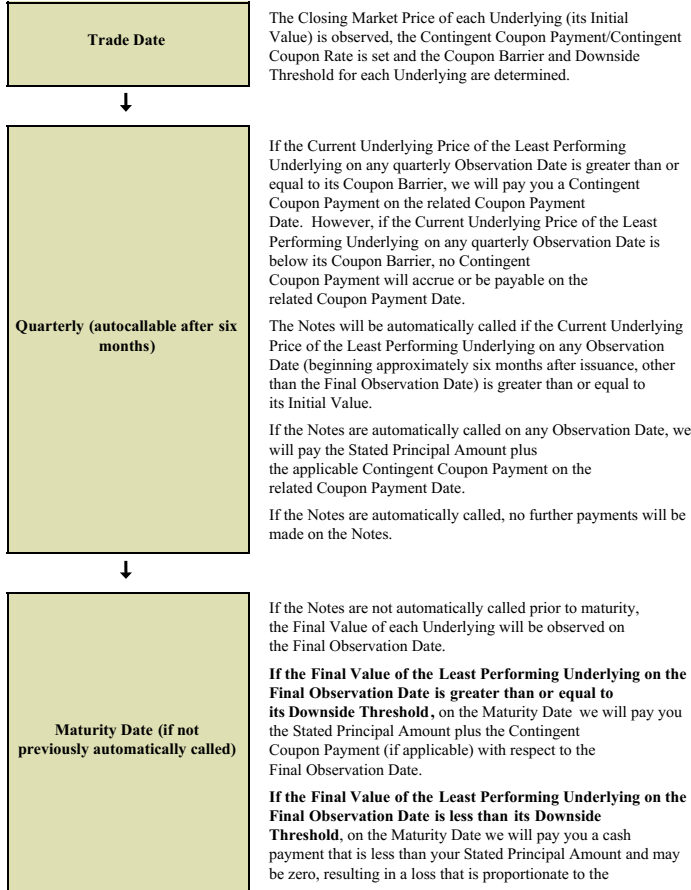 Trade Date
The Closing Market Price of each Underlying (its Initial
Value) is observed, the Contingent Coupon Payment/Contingent
Coupon Rate is set and the Coupon Barrier and Downside
Threshold for each Underlying are determined.
Quarterly (autocallable after six
months)
If the Current Underlying Price of the Least Performing
Underlying on any quarterly Observation Date is greater than or
equal to its Coupon Barrier, we will pay you a Contingent
Coupon Payment on the related Coupon Payment
Date. However, if the Current Underlying Price of the Least
Performing Underlying on any quarterly Observation Date is
below its Coupon Barrier, no Contingent
Coupon Payment will accrue or be payable on the
related Coupon Payment Date.
The Notes will be automatically called if the Current Underlying
Price of the Least Performing Underlying on any Observation
Date (beginning approximately six months after issuance, other
than the Final Observation Date) is greater than or equal to
its Initial Value.
If the Notes are automatically called on any Observation Date, we
will pay the Stated Principal Amount plus
the applicable Contingent Coupon Payment on the
related Coupon Payment Date.
If the Notes are automatically called, no further payments will be
made on the Notes.
Maturity Date (if not
previously automatically called)
If the Notes are not automatically called prior to maturity,
the Final Value of each Underlying will be observed on
the Final Observation Date.
If the Final Value of the Least Performing Underlying on the
Final Observation Date is greater than or equal to
its Downside Threshold, on the Maturity Date we will pay you
the Stated Principal Amount plus the Contingent
Coupon Payment (if applicable) with respect to the
Final Observation Date.
If the Final Value of the Least Performing Underlying on the
Final Observation Date is less than its Downside
Threshold, on the Maturity Date we will pay you a cash
payment that is less than your Stated Principal Amount and may
be zero, resulting in a loss that is proportionate to the